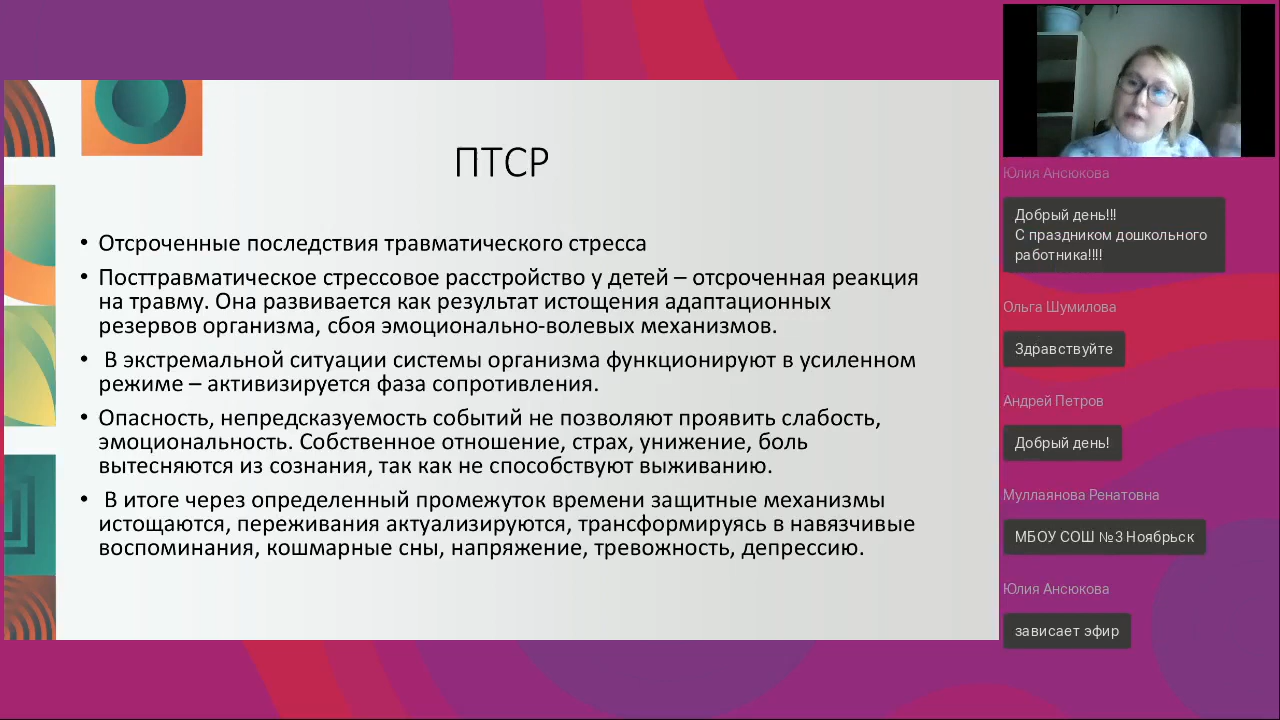 ПТСР
• Отсроченные последствия травматического стресса
• Посттравматическое стрессовое расстройство у детей – отсроченная реакция
на травму. Она развивается как результат истощения адаптационных
резервов организма, сбоя эмоционально-волевых механизмов.
• В экстремальной ситуации системы организма функционируют в усиленном
режиме – активизируется фаза сопротивления.
• Опасность, непредсказуемость событий не позволяют проявить слабость,
эмоциональность. Собственное отношение, страх, унижение, боль
вытесняются из сознания, так как не способствуют выживанию.
• В итоге через определенный промежуток времени защитные механизмы
истощаются, переживания актуализируются, трансформируясь в навязчивые
воспоминания, кошмарные сны, напряжение, тревожность, депрессию.
Юлия Ансюкова
Добрый день!!!
С праздником дошкольного
работника!!!!
Ольга Шумилова
Здравствуйте
Андрей Петров
Добрый день!
Муллаянова Ренатовна
МБОУ СОШ №3 Ноябрьск
Юлия Ансюкова
зависает эфир